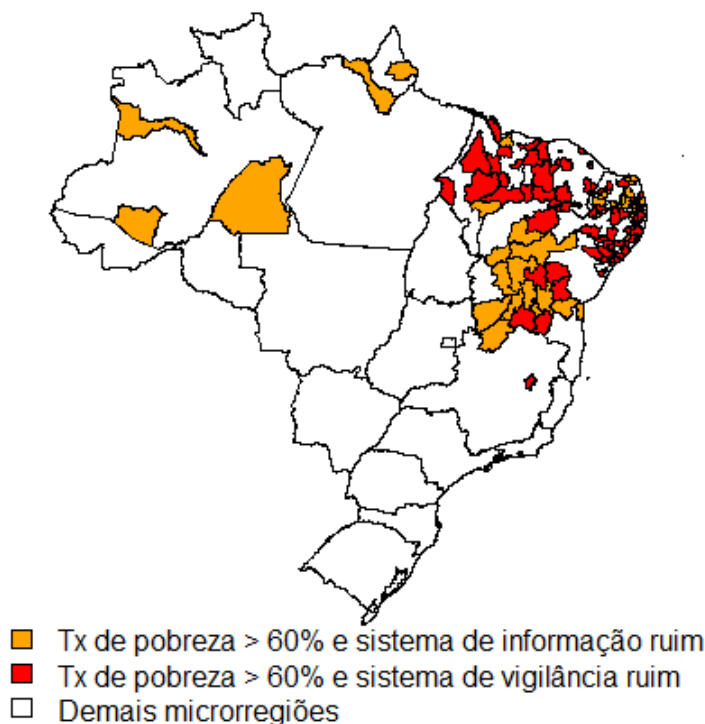 Tx de pobreza > 60% e sistema de informação ruim
Tx de pobreza > 60% e sistema de vigilância ruim
Demais microrregiões